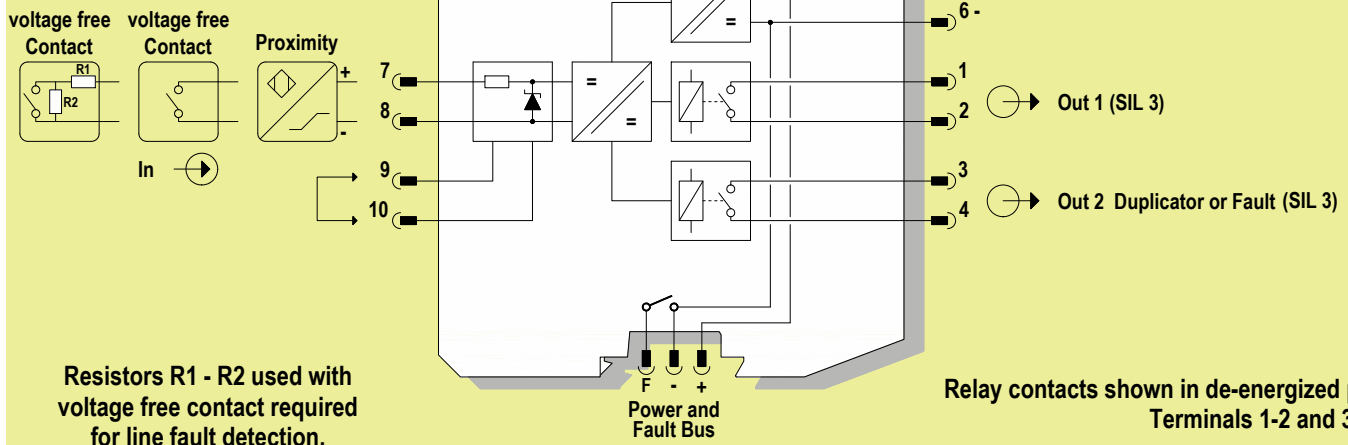 voltage free
Contact
voltage free
Contact
Proximity
R1
R2
+
-
In
7
8
9
10
=
=
=
6 -
1
2
3
4
Out 1 (SIL 3)
Out 2 Duplicator or Fault (SIL 3)
F - +
Power and
Fault Bus
Resistors R1 - R2 used with
voltage free contact required
for line fault detection.
Relay contacts shown in de-energized
Terminals 1-2 and 3